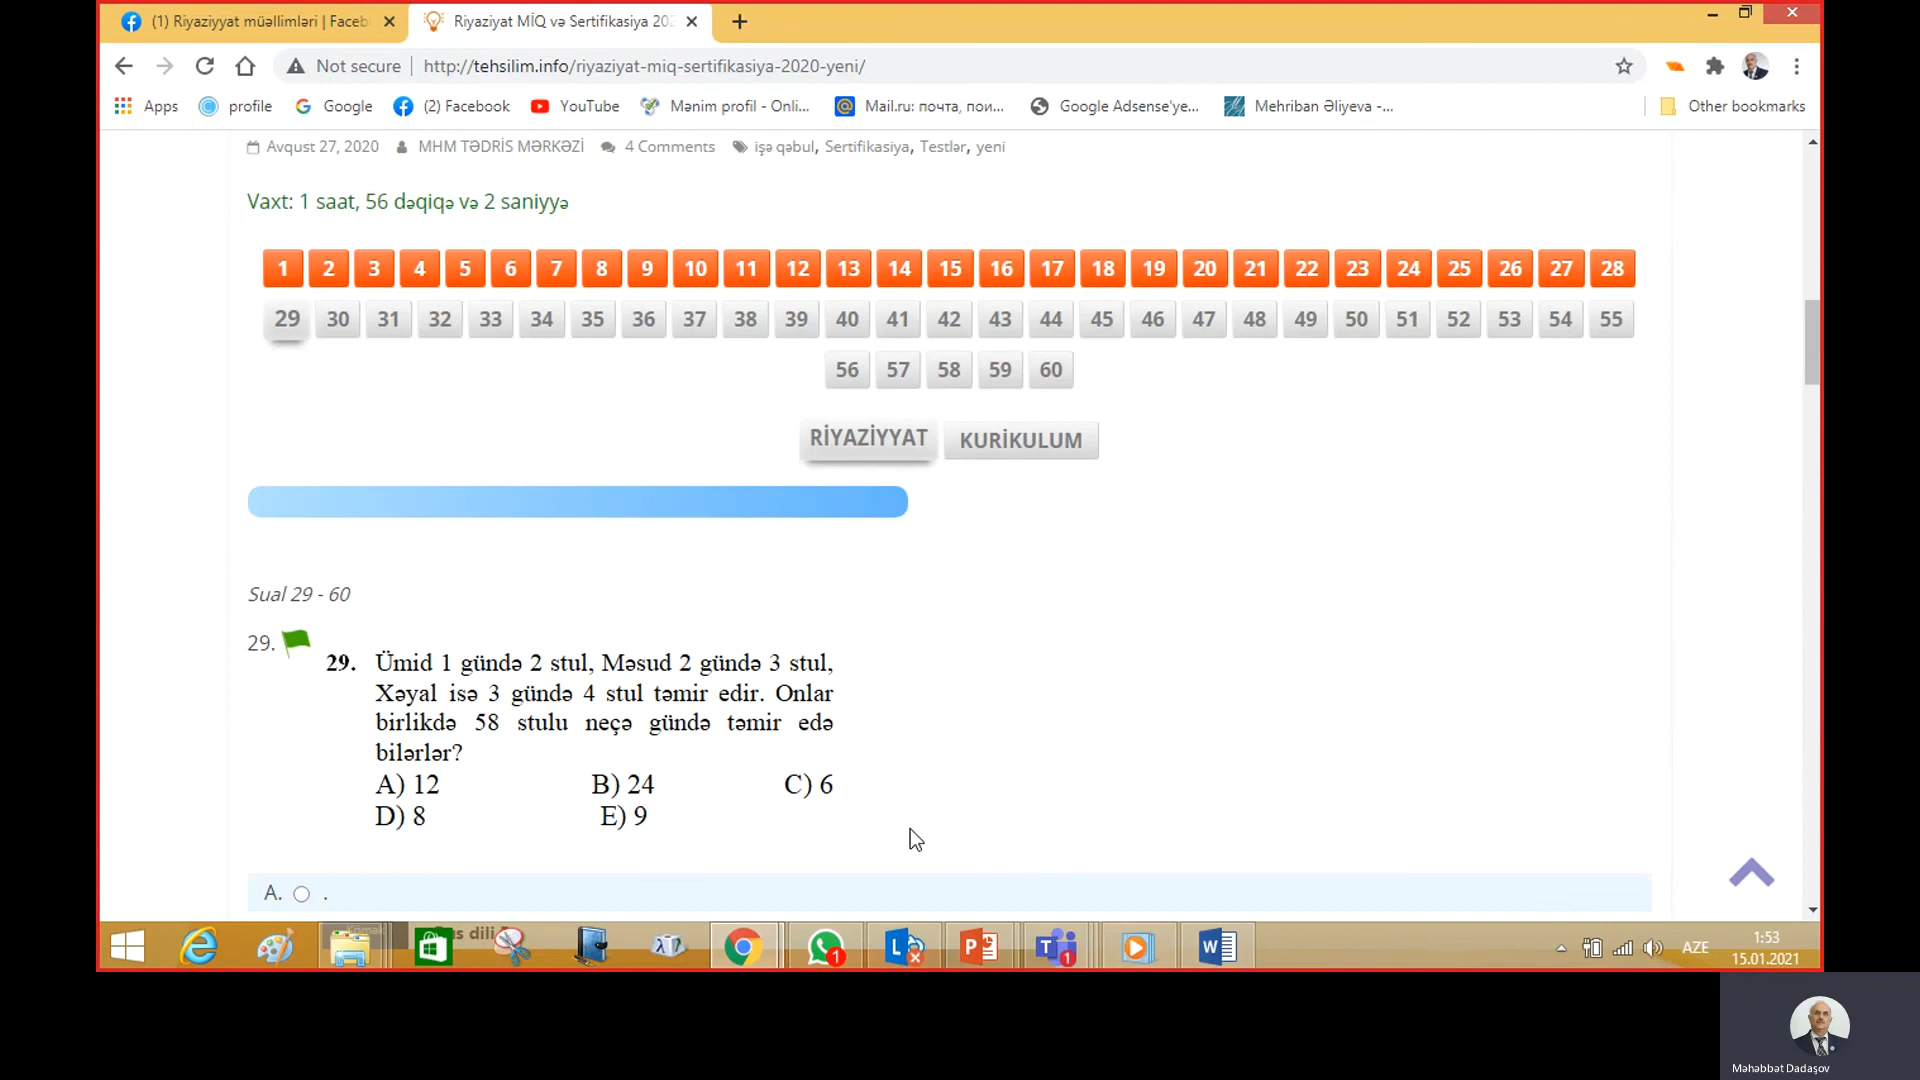 (1) Riyaziyyat müəllimləri | Faceb
Riyaziyat MİQ və Sertifikasiya 202
Not secure | http://tehsilim.info/riyaziyat-miq-sertifikasiya-2020-yeni/
Apps profile Google (2) Facebook YouTube Mənim profil - Onli... Mail.ru: почта, пои... Google Adsense'ye... Mehriban Əliyeva -... Other bookmarks
Avqust 27, 2020 MHM TƏDRİS MƏRKƏZİ 4 Comments işə qəbul, Sertifikasiya, Testlər, yeni
Vaxt: 1 saat, 56 dəqiqə və 2 saniyyə
1 2 3 4 5 6 7 8 9 10 11 12 13 14 15 16 17 18 19 20 21 22 23 24 25 26 27 28
29 30 31 32 33 34 35 36 37 38 39 40 41 42 43 44 45 46 47 48 49 50 51 52 53 54 55
56 57 58 59 60
RİYAZİYYAT KURİKULUM
Sual 29 - 60
29.
29. Ümid 1 gündə 2 stul, Məsud 2 gündə 3 stul,
Xəyal isə 3 gündə 4 stul təmir edir. Onlar
birlikdə 58 stulu neçə gündə təmir edə
bilərlər?
A) 12 B) 24 C) 6
D) 8 E) 9
A. .
AZE
1:53
15.01.2021
Məhəbbət Dadaşov